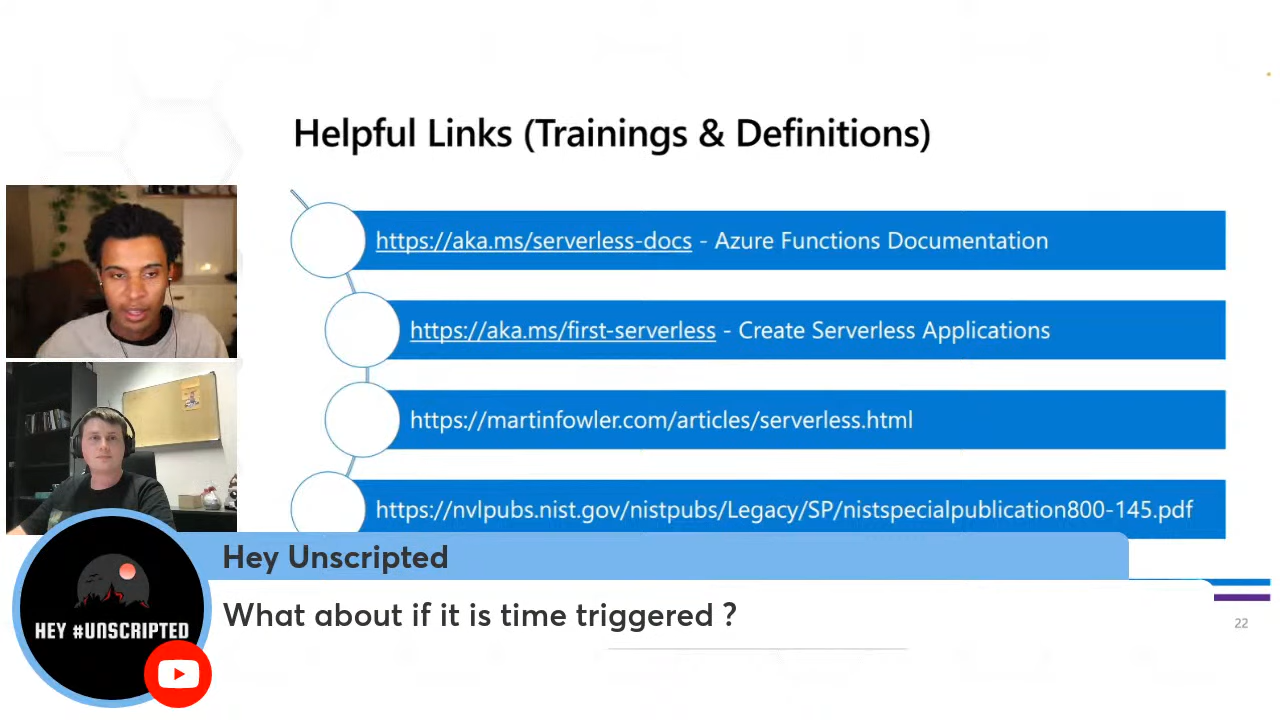 Helpful Links (Trainings & Definitions)
https://aka.ms/serverless-docs - Azure Functions Documentation
https://aka.ms/first-serverless - Create Serverless Applications
https://martinfowler.com/articles/serverless.html
https://nvlpubs.nist.gov/nistpubs/Legacy/SP/nistspecialpublication800-145.pdf
Hey Unscripted
What about if it is time triggered ?
HEY #UNSCRIPTED
22